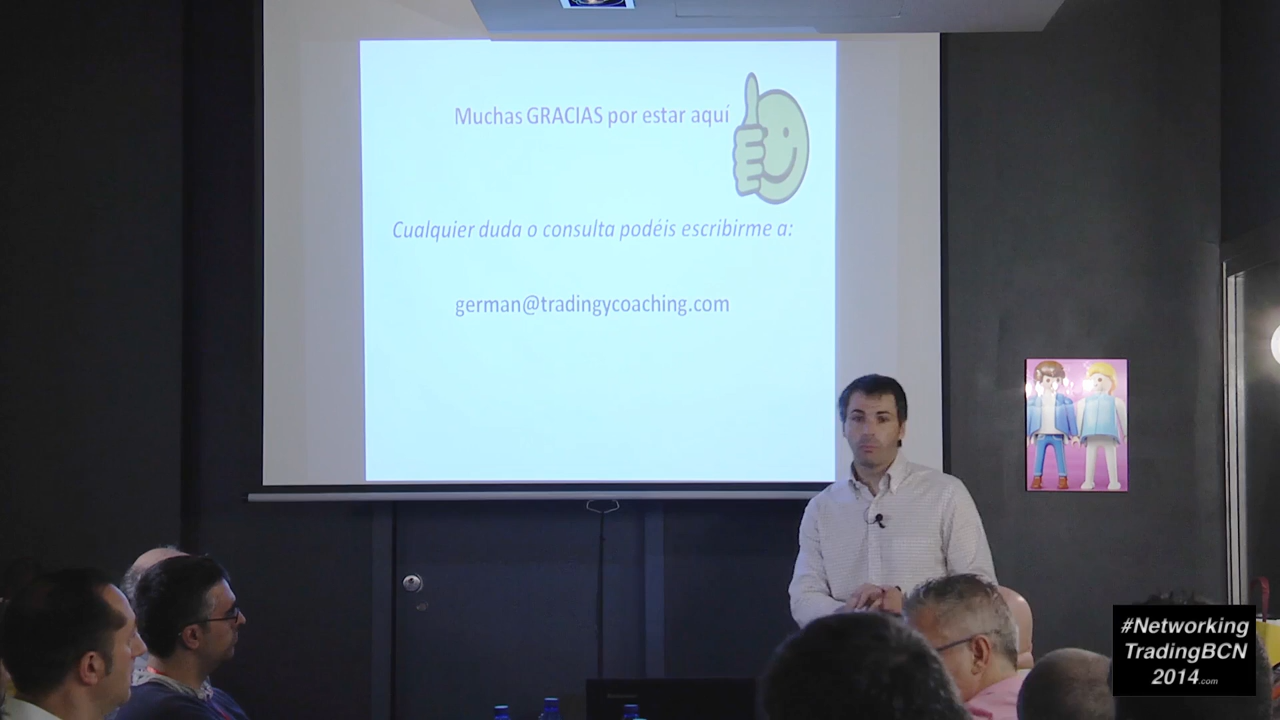 Muchas GRACIAS por estar aquí
Cualquier duda o consulta podéis escribirme a:
german@tradingycoaching.com
#Networking
TradingBCN
2014.com